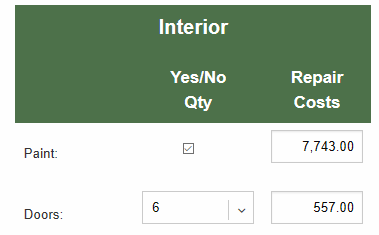 Interior
Yes/No Repair
Qty Costs
Paint: 7,743.00
Doors: 6 557.00